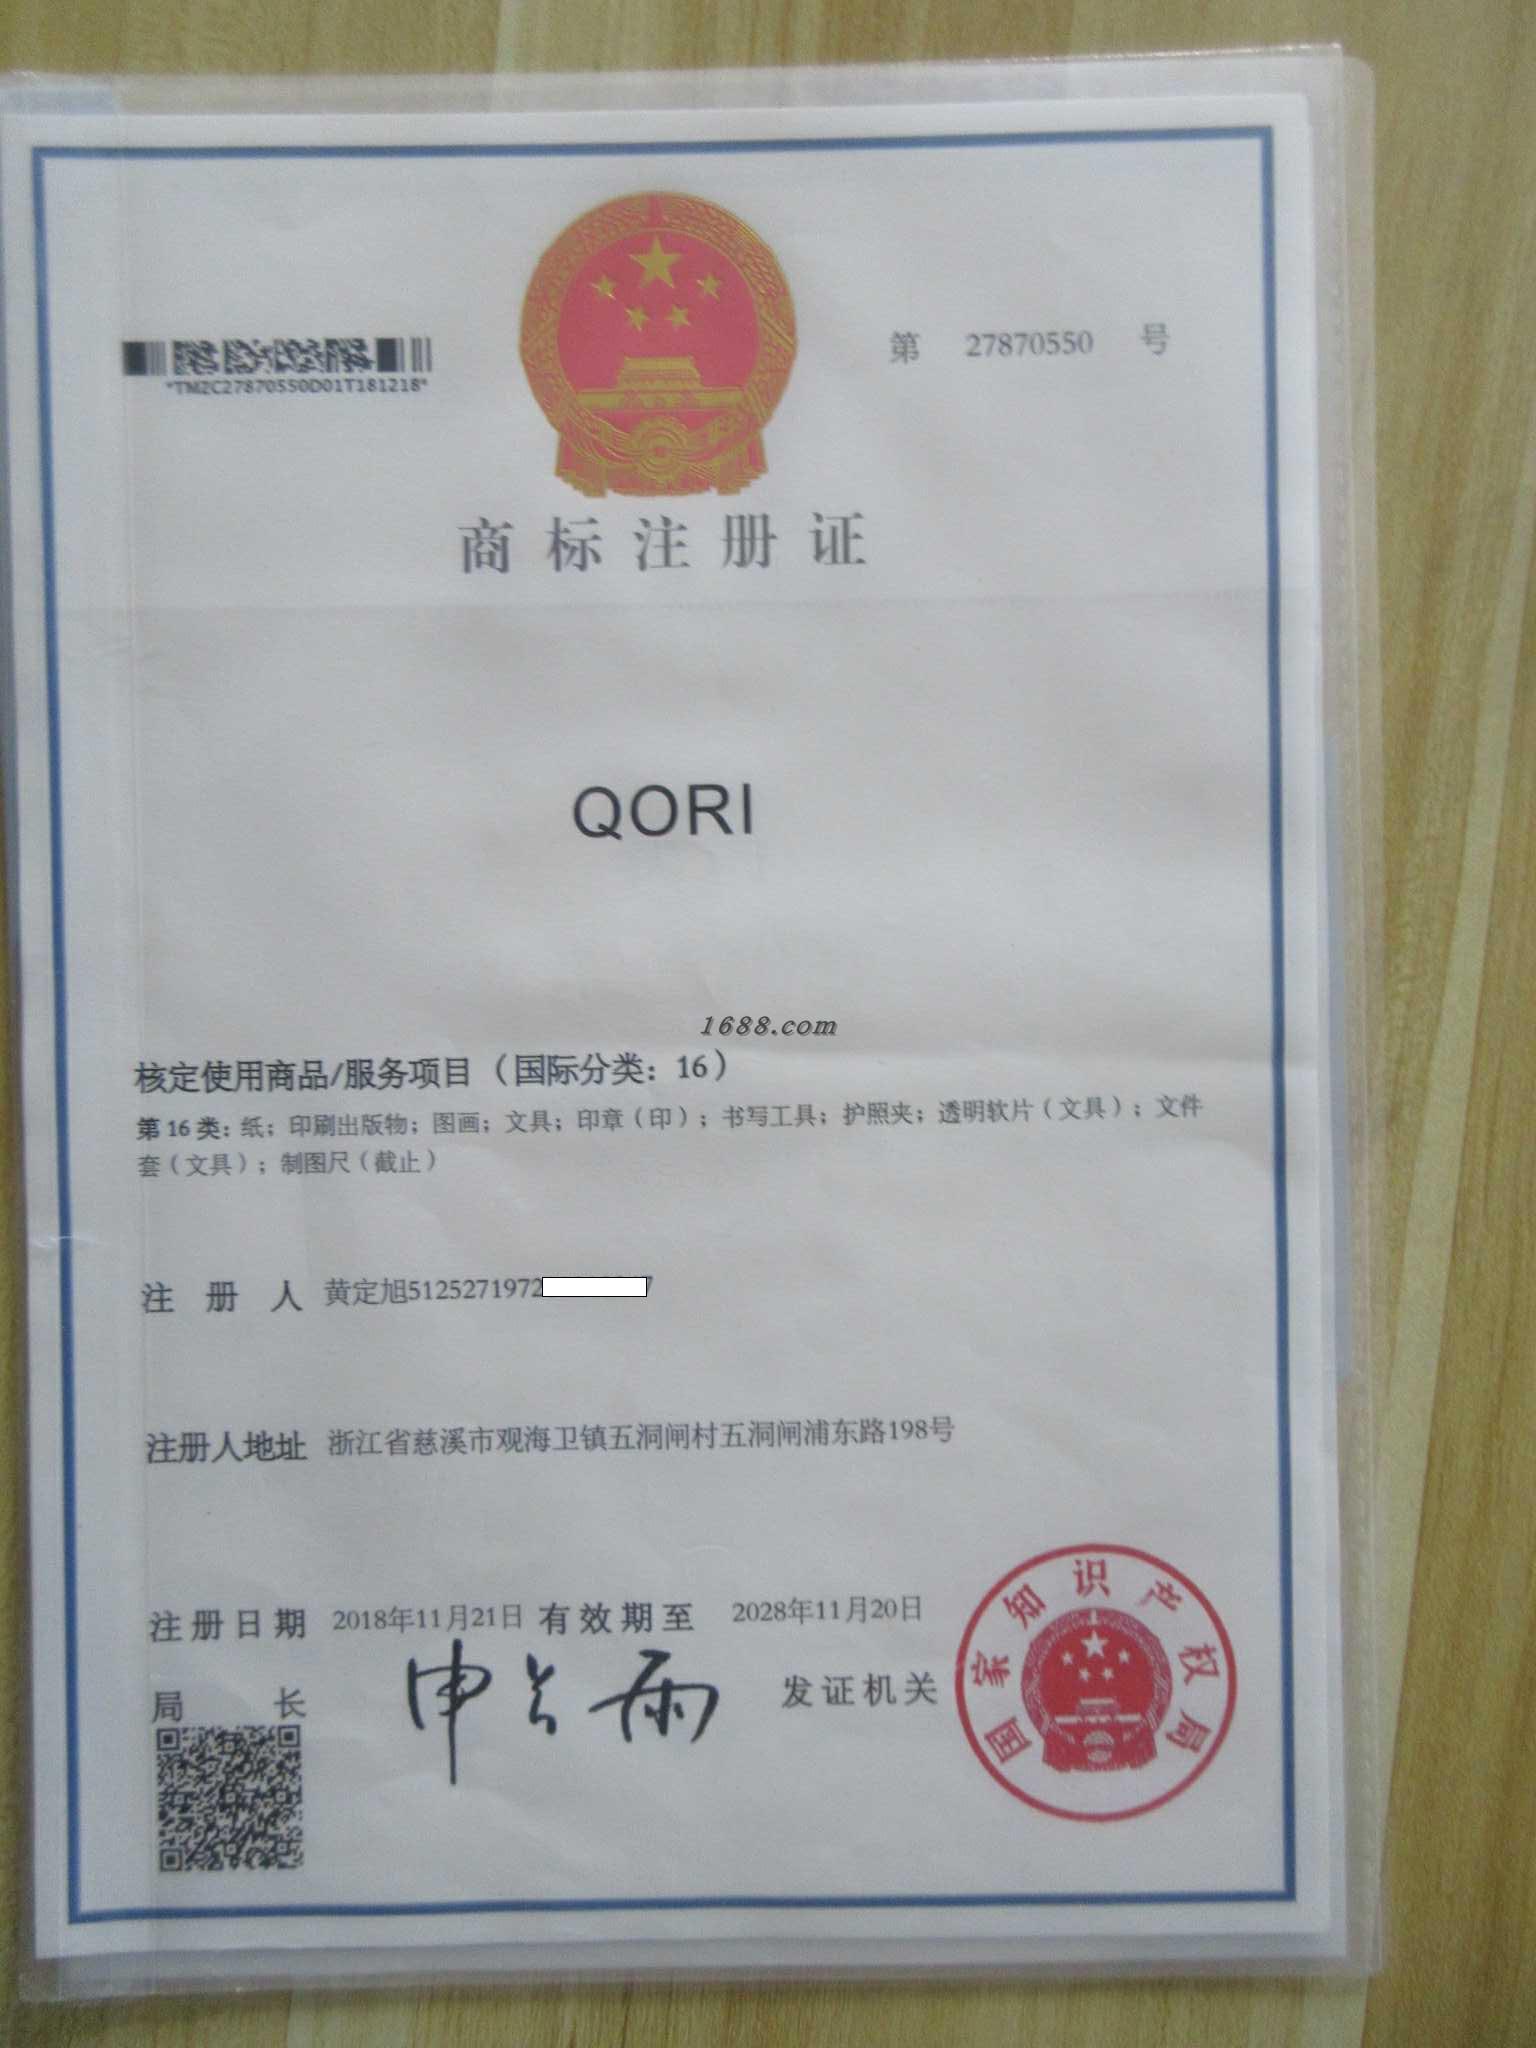 第 27870550 号
*TMZC27870550D01T181218*
商标注册证
QORI
1688.com
核定使用商品/服务项目（国际分类：16）
第 16 类：纸；印刷出版物；图画；文具；印章（印）；书写工具；护照夹；透明软片（文具）；文件
套（文具）；制图尺（截止）
注册人 黄定旭5125271972 7
注册人地址 浙江省慈溪市观海卫镇五洞闸村五洞闸浦东路198号
注册日期 2018年11月21日 有效期至 2028年11月20日
局长 申长雨 发证机关
国家知识产权局